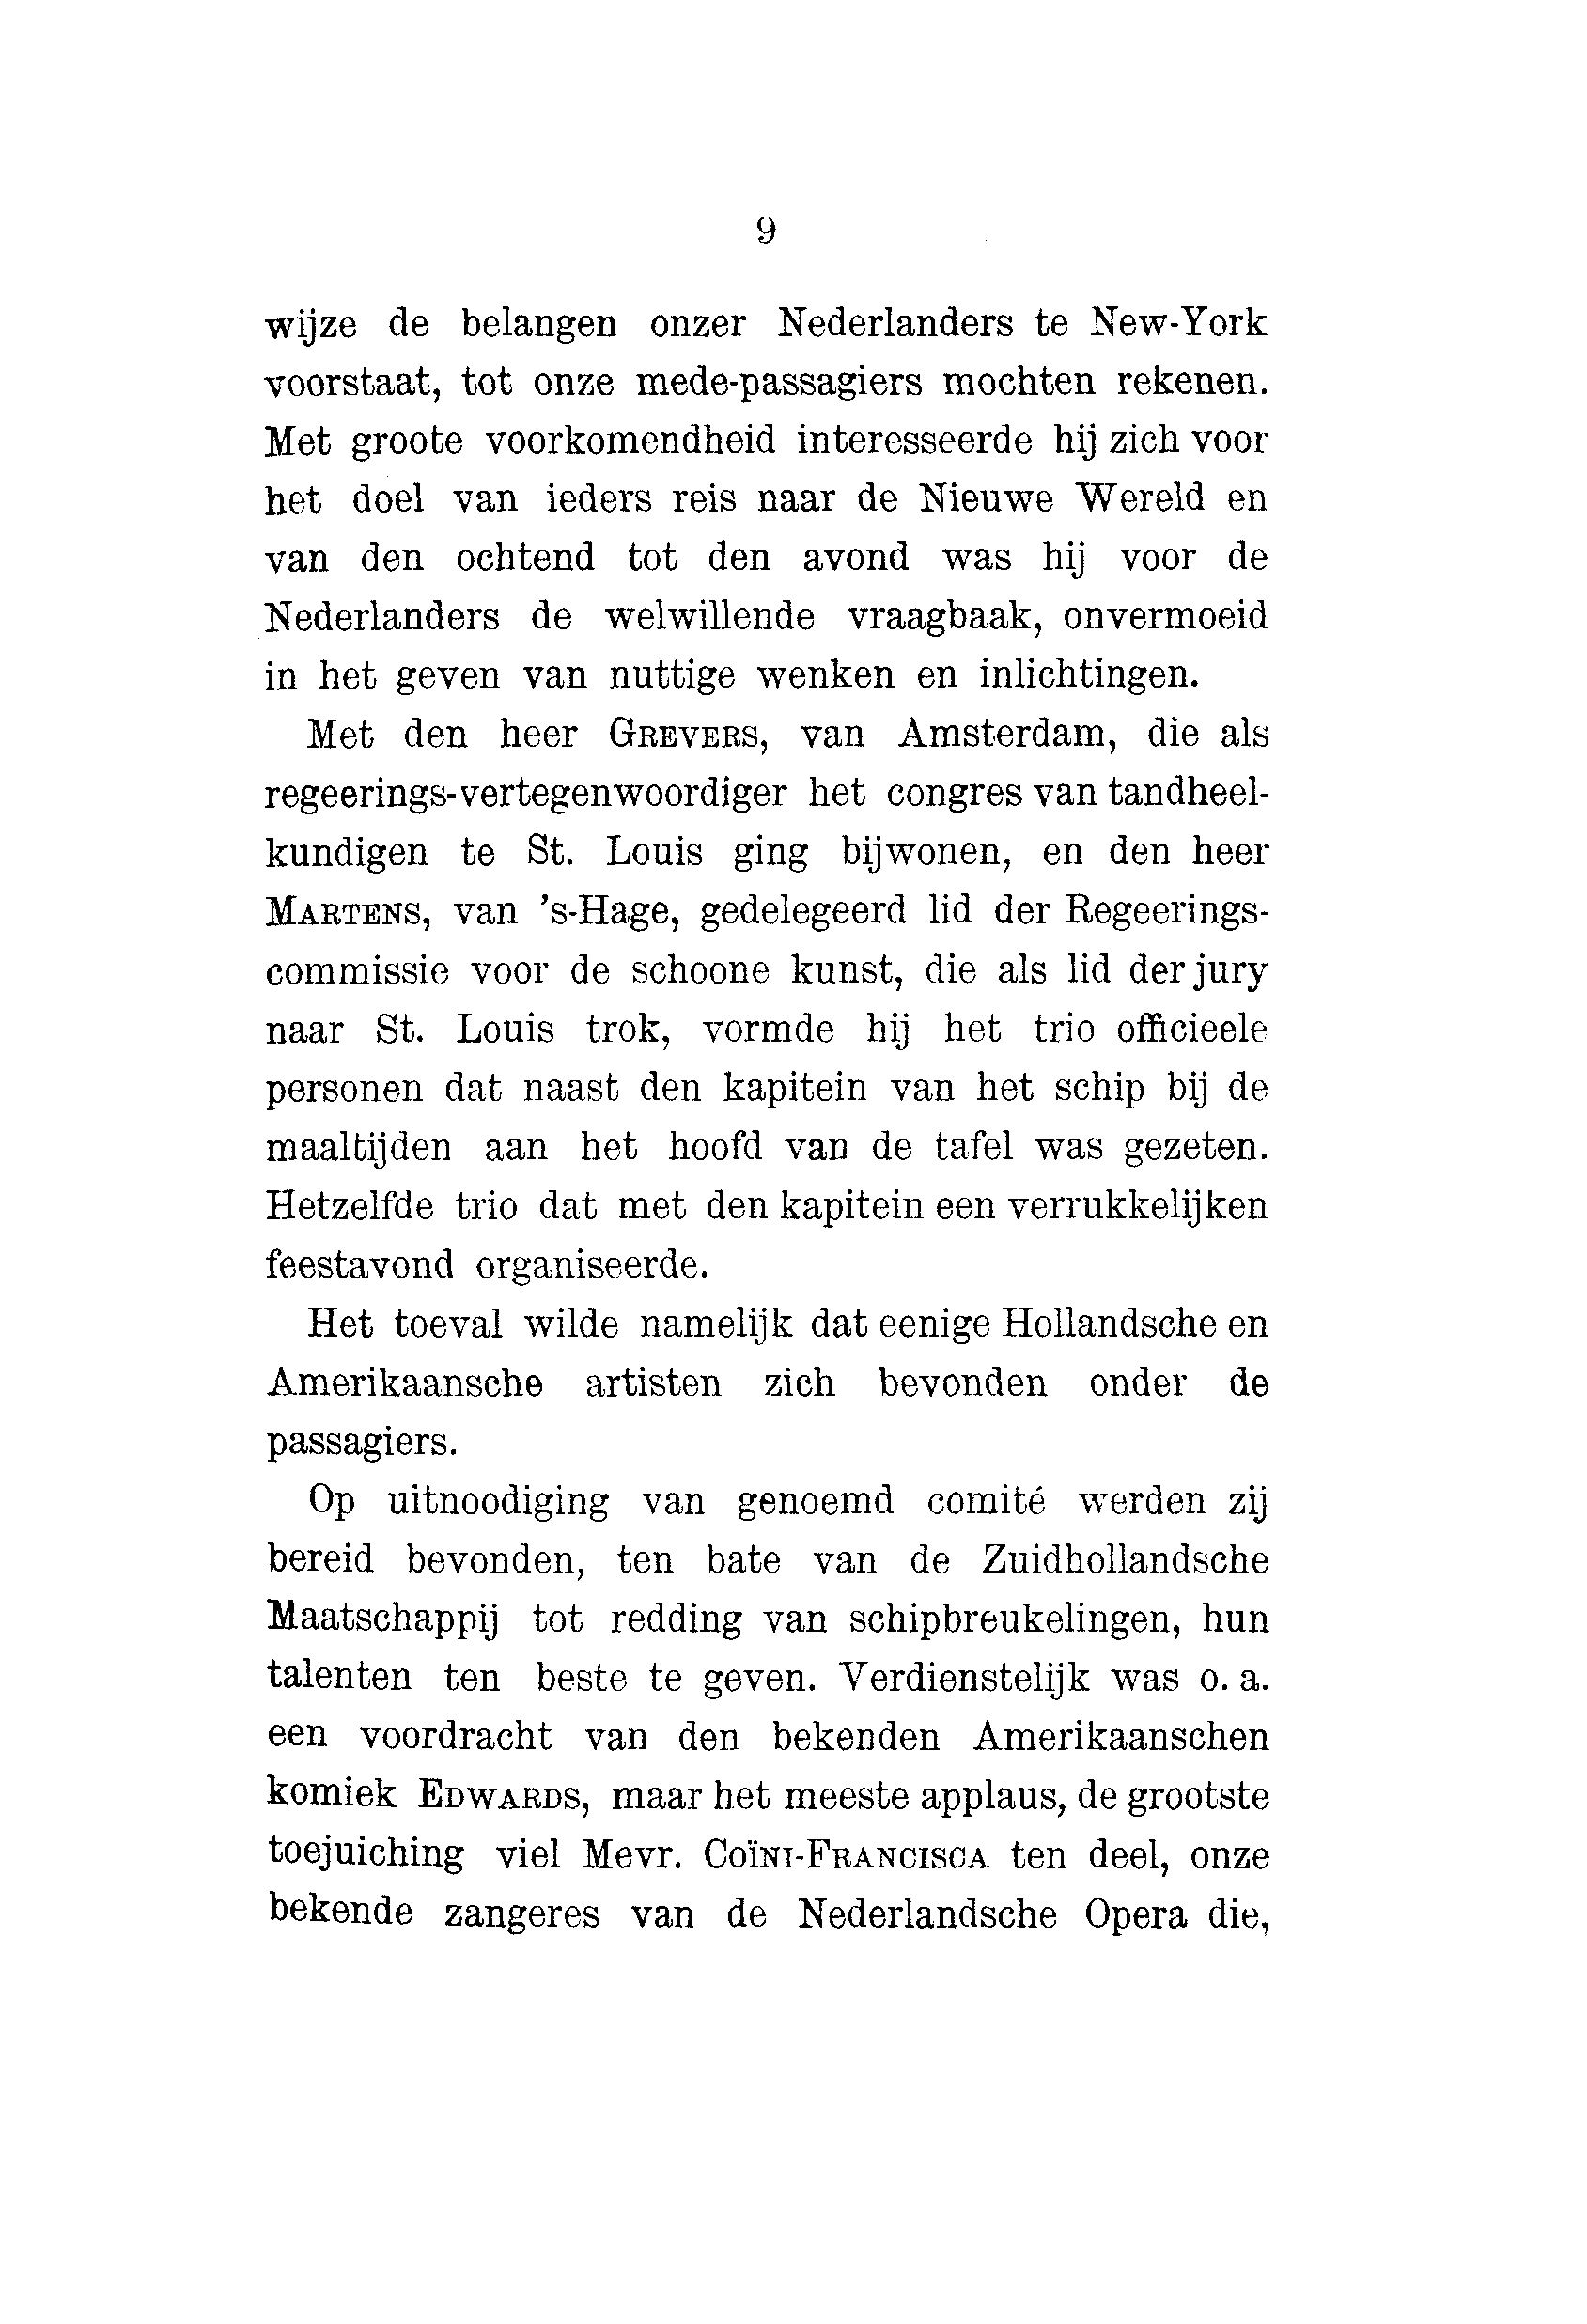 9
wijze de belangen onzer Nederlanders te New-York
voorstaat, tot onze mede-passagiers mochten rekenen.
Met groote voorkomendheid interesseerde hij zich voor
het doel van ieders reis naar de Nieuwe Wereld en
van den ochtend tot den avond was hij voor de
Nederlanders de welwillende vraagbaak, onvermoeid
in het geven van nuttige wenken en inlichtingen.
Met den heer GREVERS, van Amsterdam, die als
regeerings-vertegenwoordiger het congres van tandheel-
kundigen te St. Louis ging bijwonen, en den heer
MARTENS, van 's-Hage, gedelegeerd lid der Regeerings-
commissie voor de schoone kunst, die als lid der jury
naar St. Louis trok, vormde hij het trio officieele
personen dat naast den kapitein van het schip bij de
maaltijden aan het hoofd van de tafel was gezeten.
Hetzelfde trio dat met den kapitein een verrukkelijken
feestavond organiseerde.
Het toeval wilde namelijk dat eenige Hollandsche en
Amerikaansche artisten zich bevonden onder de
passagiers.
Op uitnoodiging van genoemd comité werden zij
bereid bevonden, ten bate van de Zuidhollandsche
Maatschappij tot redding van schipbreukelingen, hun
talenten ten beste te geven. Verdienstelijk was o. a.
een voordracht van den bekenden Amerikaanschen
komiek EDWARDS, maar het meeste applaus, de grootste
toejuiching viel Mevr. COÏNI-FRANCISCA ten deel, onze
bekende zangeres van de Nederlandsche Opera die,